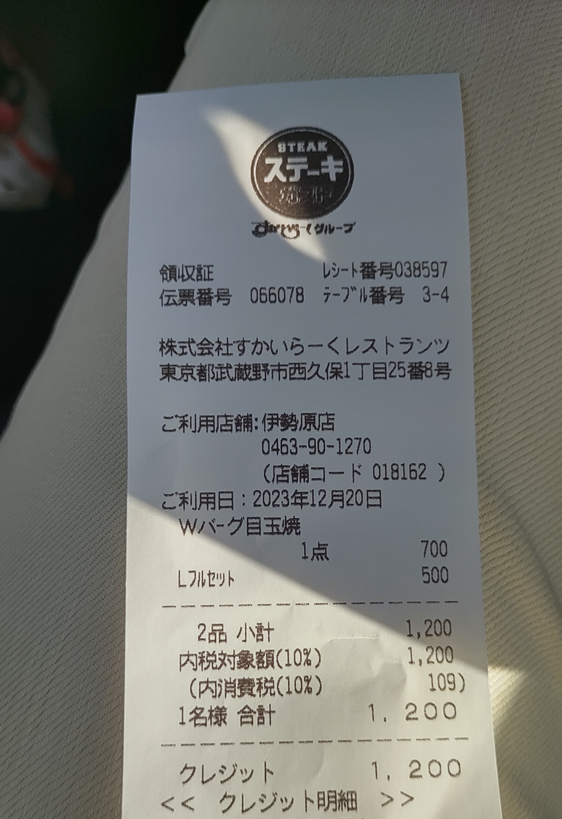 STEAK
ステーキ
グループ
領収証 レシート番号038597
伝票番号 066078 テーブル番号 3-4
株式会社すかいらーくレストランツ
東京都武蔵野市西久保1丁目25番8号
ご利用店舗:伊勢原店
0463-90-1270
(店舗コード 018162 )
ご利用日:2023年12月20日
Wバーグ目玉焼
1点 700
Lフルセット 500
2品 小計 1,200
内税対象額(10%) 1,200
(内消費税(10%) 109)
1名様 合計 1,200
クレジット 1,200
<< クレジット明細 >>